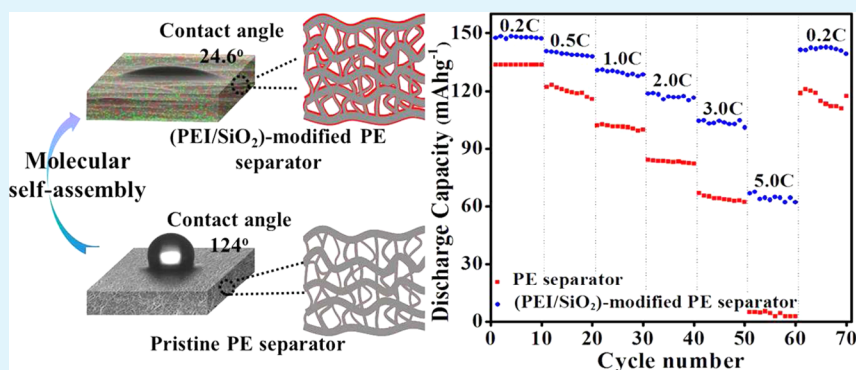 Contact angle
24.6o
(PEI/SiO2)-modified PE
separator
Molecular
self-assembly
Contact angle
124o
Pristine PE separator
Discharge Capacity (mAhg-1)
150
120
90
60
30
0
0.2C
0.5C
1.0C
2.0C
3.0C
5.0C
0.2C
PE separator
(PEI/SiO2)-modified PE separator
0 10 20 30 40 50 60 70
Cycle number